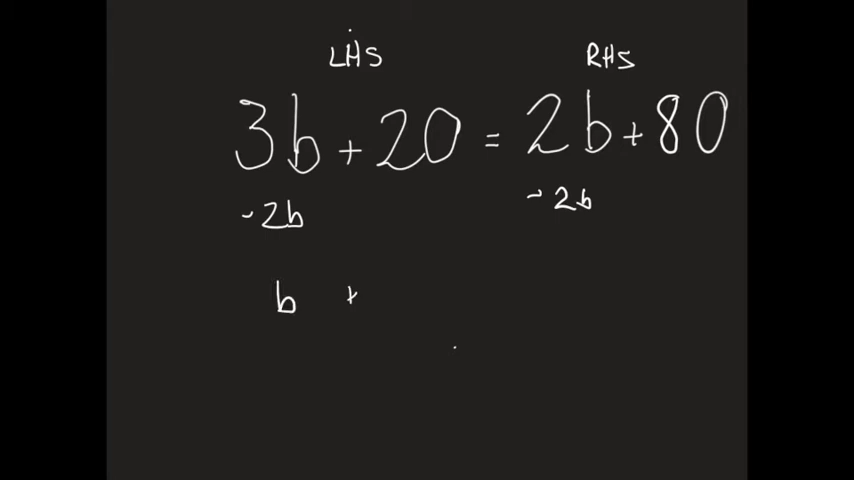 LHS RHS
3b + 20 = 2b + 80
- 2b - 2b
b +